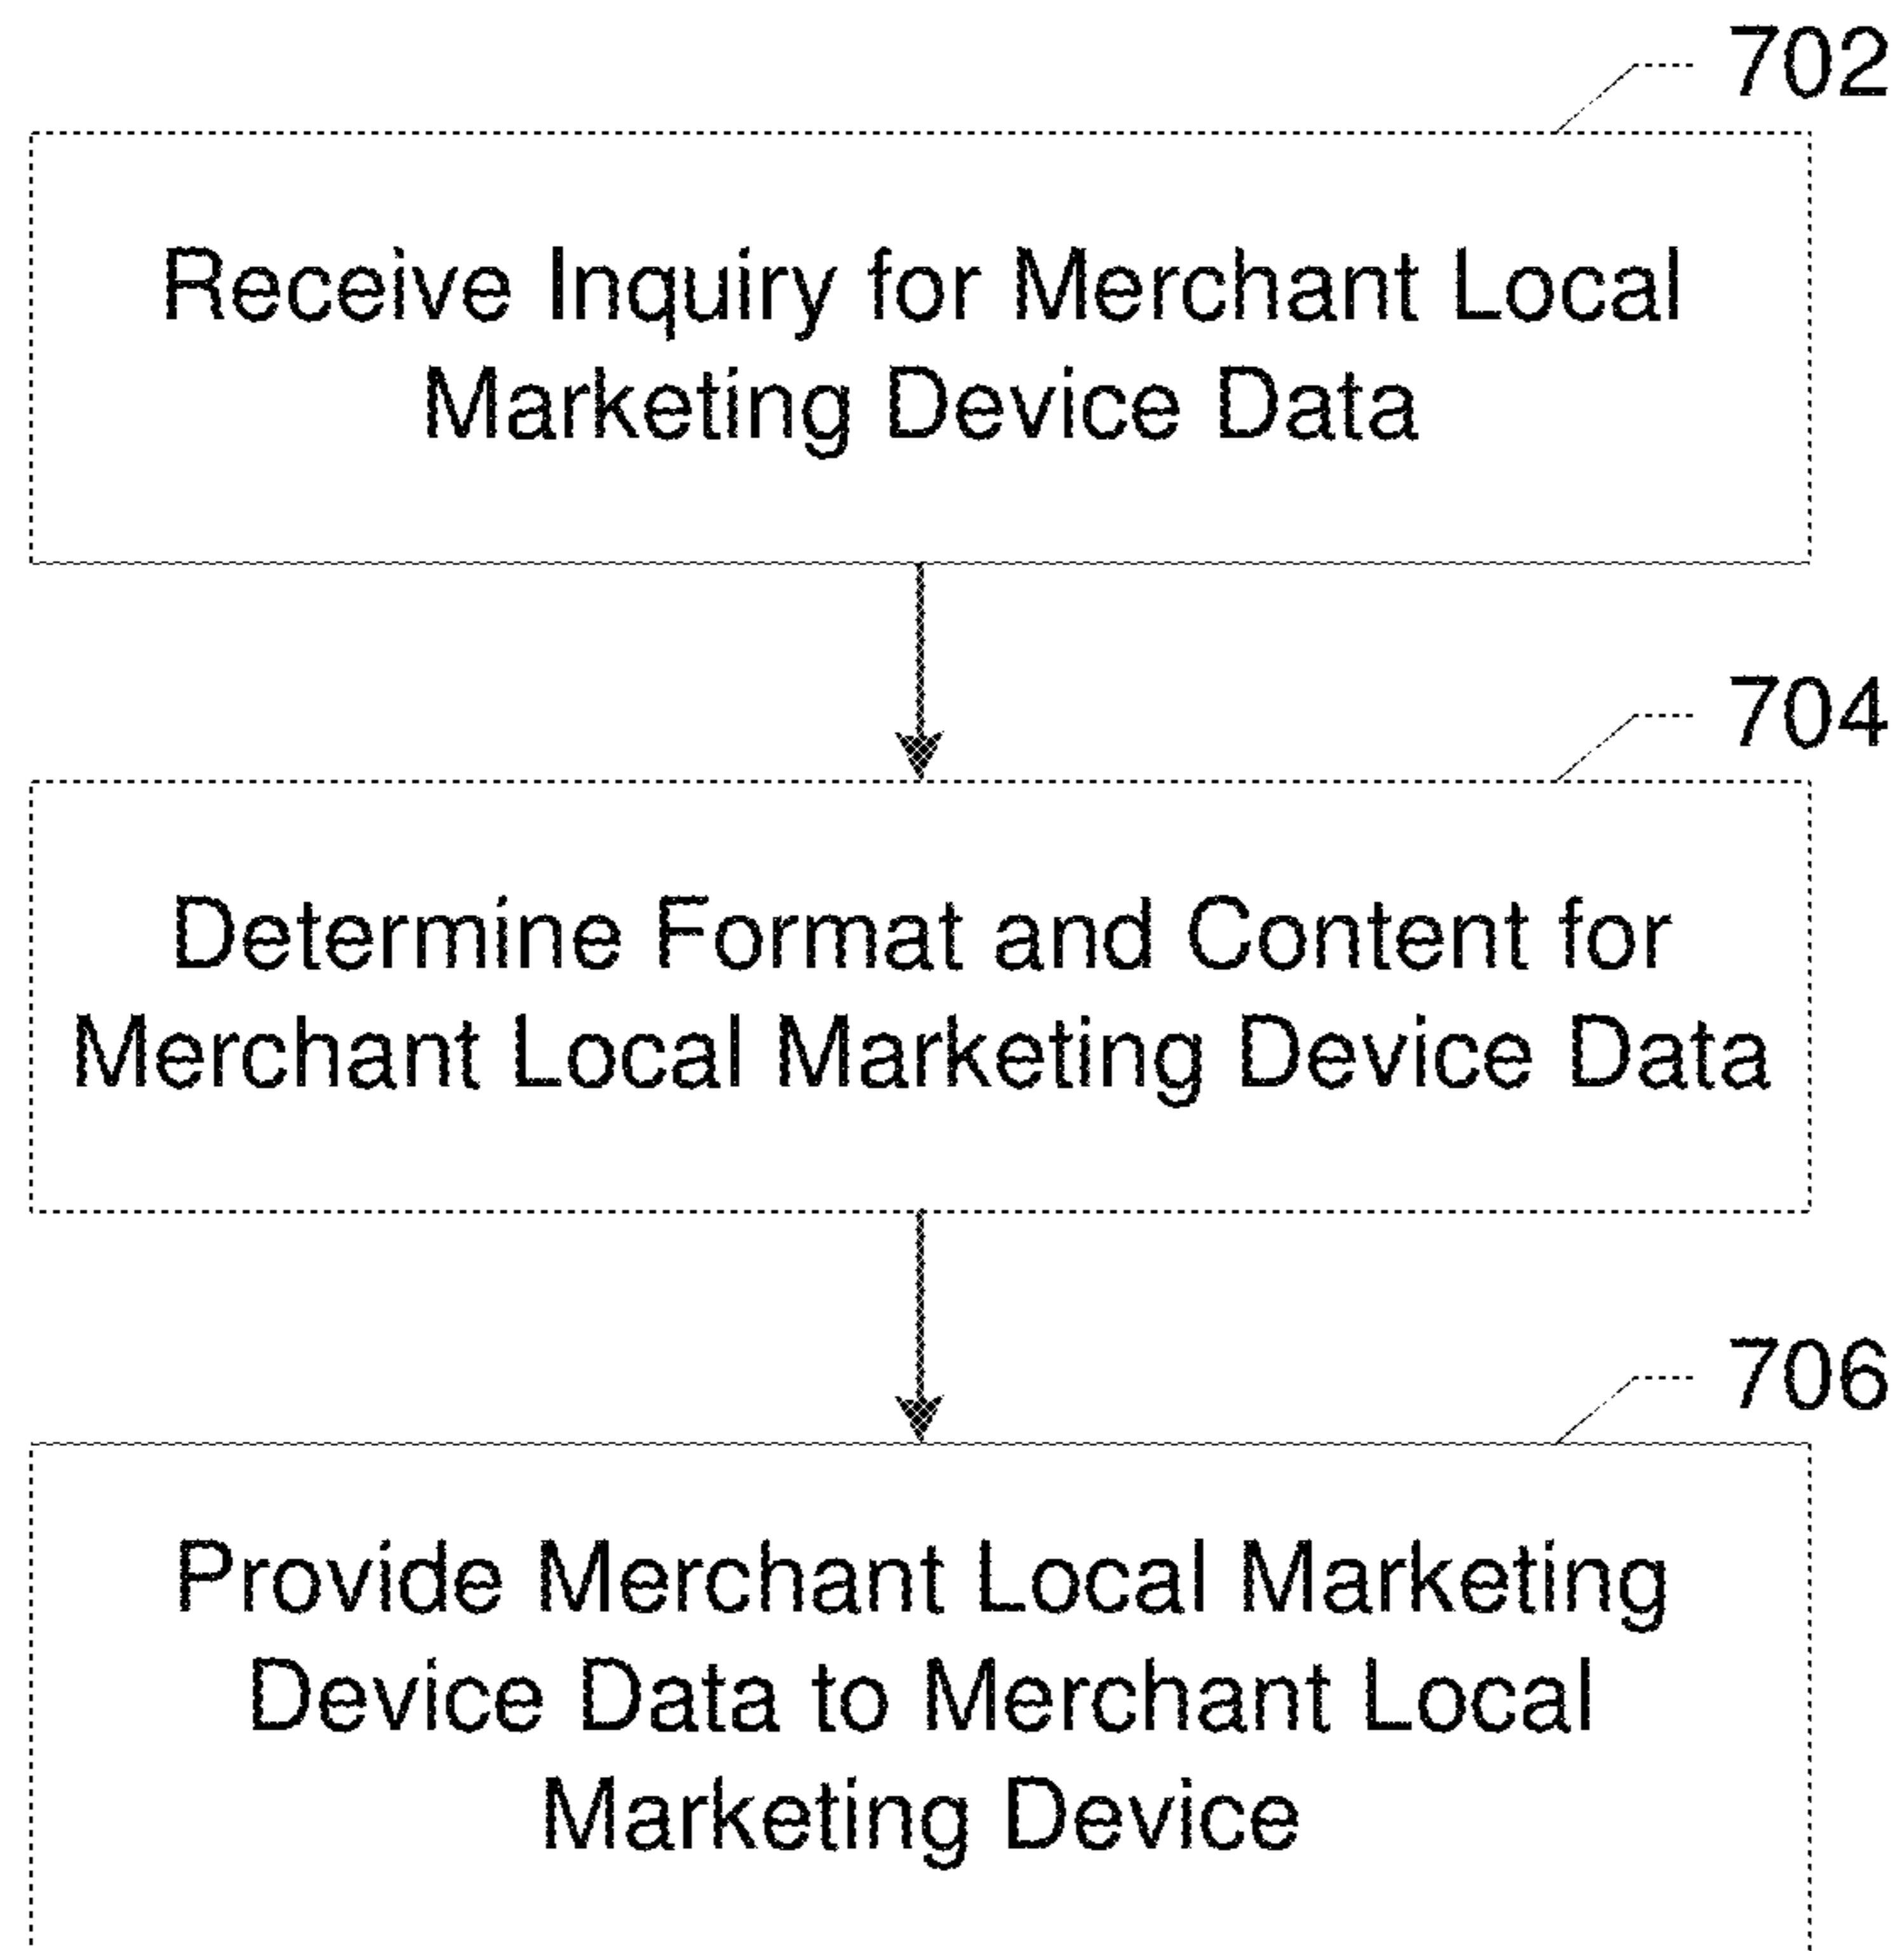 702
Receive Inquiry for Merchant Local
Marketing Device Data
704
Determine Format and Content for
Merchant Local Marketing Device Data
706
Provide Merchant Local Marketing
Device Data to Merchant Local
Marketing Device